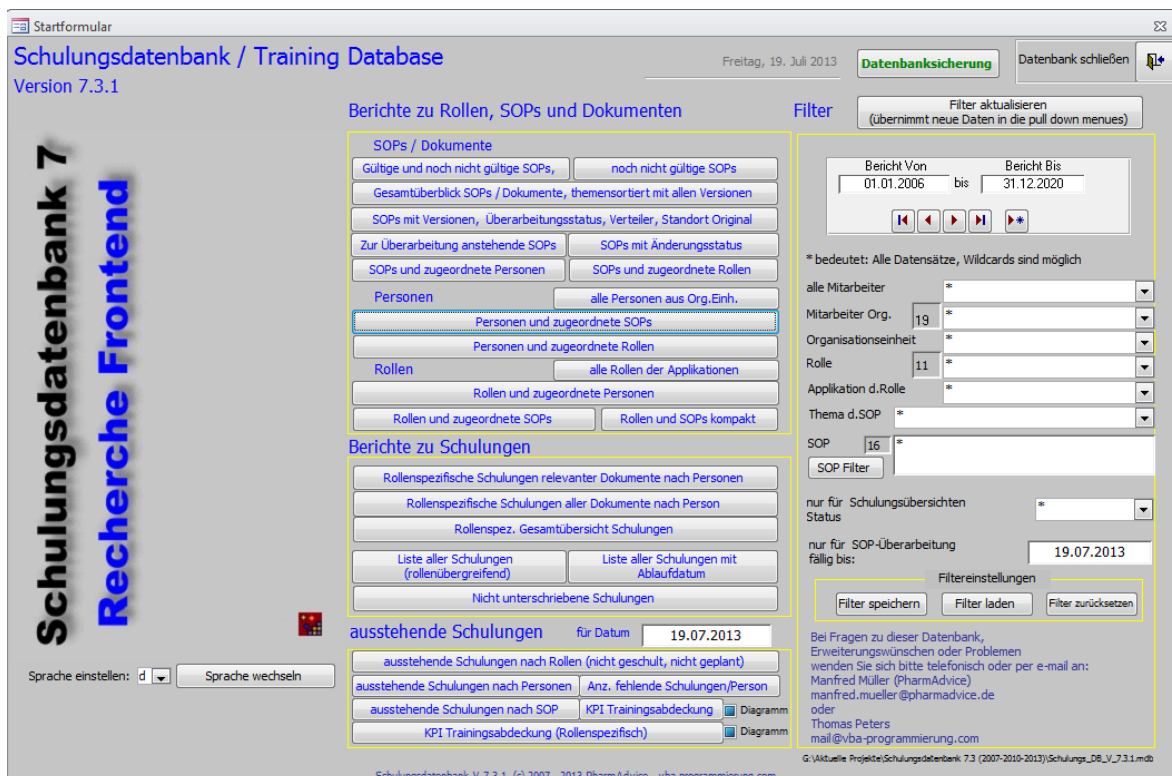 Startformular
Schulungsdatenbank / Training Database
Version 7.3.1
Freitag, 19. Juli 2013
Datenbanksicherung
Datenbank schließen
Schulungsdatenbank 7
Recherche Frontend
Sprache einstellen: d
Sprache wechseln
Berichte zu Rollen, SOPs und Dokumenten
SOPs / Dokumente
Gültige und noch nicht gültige SOPs,
noch nicht gültige SOPs
Gesamtüberblick SOPs / Dokumente, themensortiert mit allen Versionen
SOPs mit Versionen, Überarbeitungsstatus, Verteiler, Standort Original
Zur Überarbeitung anstehende SOPs
SOPs mit Änderungsstatus
SOPs und zugeordnete Personen
SOPs und zugeordnete Rollen
Personen
alle Personen aus Org.Einh.
Personen und zugeordnete SOPs
Personen und zugeordnete Rollen
Rollen
alle Rollen der Applikationen
Rollen und zugeordnete Personen
Rollen und zugeordnete SOPs
Rollen und SOPs kompakt
Berichte zu Schulungen
Rollenspezifische Schulungen relevanter Dokumente nach Personen
Rollenspezifische Schulungen aller Dokumente nach Person
Rollenspez. Gesamtübersicht Schulungen
Liste aller Schulungen
(rollenübergreifend)
Liste aller Schulungen mit
Ablaufdatum
Nicht unterschriebene Schulungen
ausstehende Schulungen
für Datum
19.07.2013
ausstehende Schulungen nach Rollen (nicht geschult, nicht geplant)
ausstehende Schulungen nach Personen
Anz. fehlende Schulungen/Person
ausstehende Schulungen nach SOP
KPI Trainingsabdeckung
Diagramm
KPI Trainingsabdeckung (Rollenspezifisch)
Diagramm
Schulungsdatenbank V. 7.3.1, (c) 2007 - 2013 PharmAdvice - vba-programmierung.com
Filter
Filter aktualisieren
(übernimmt neue Daten in die pull down menues)
Bericht Von
Bericht Bis
01.01.2006
bis
31.12.2020
* bedeutet: Alle Datensätze, Wildcards sind möglich
alle Mitarbeiter
*
Mitarbeiter Org.
19
*
Organisationseinheit
*
Rolle
11
*
Applikation d.Rolle
*
Thema d.SOP
*
SOP
16
*
SOP Filter
nur für Schulungsübersichten
Status
*
nur für SOP-Überarbeitung
fällig bis:
19.07.2013
Filtereinstellungen
Filter speichern
Filter laden
Filter zurücksetzen
Bei Fragen zu dieser Datenbank,
Erweiterungswünschen oder Problemen
wenden Sie sich bitte telefonisch oder per e-mail an:
Manfred Müller (PharmAdvice)
manfred.mueller@pharmadvice.de
oder
Thomas Peters
mail@vba-programmierung.com
G:\Aktuelle Projekte\Schulungsdatenbank 7.3 (2007-2010-2013)\Schulungs_DB_V_7.3.1.mdb